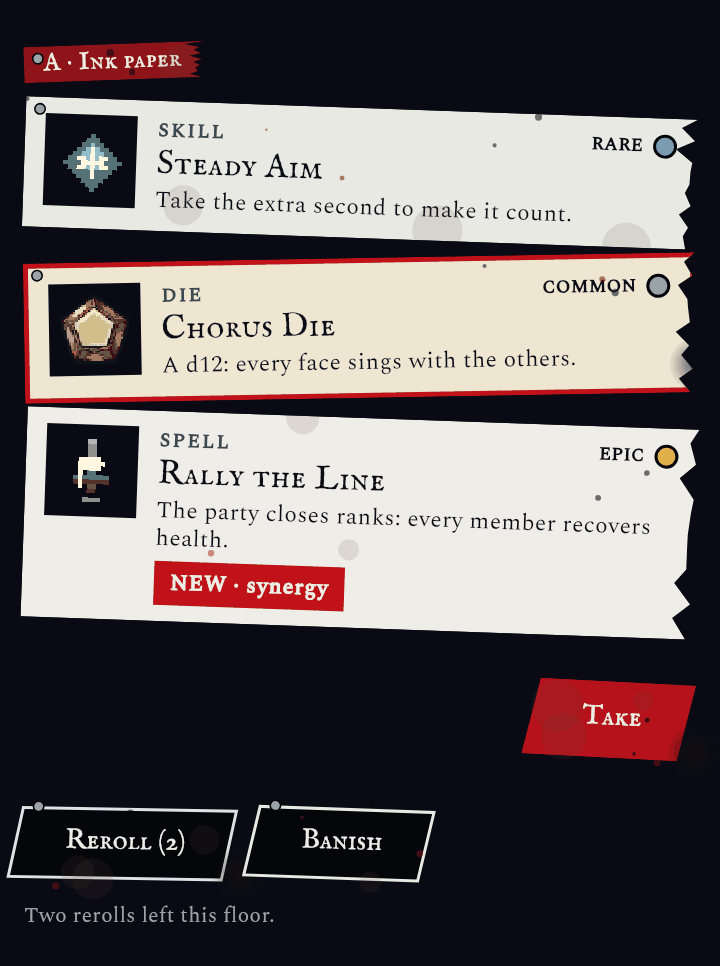 A · Ink paper
SKILL
RARE
Steady Aim
Take the extra second to make it count.
DIE
COMMON
Chorus Die
A d12: every face sings with the others.
SPELL
EPIC
Rally the Line
The party closes ranks: every member recovers
health.
NEW · synergy
Take
Reroll (2)
Banish
Two rerolls left this floor.